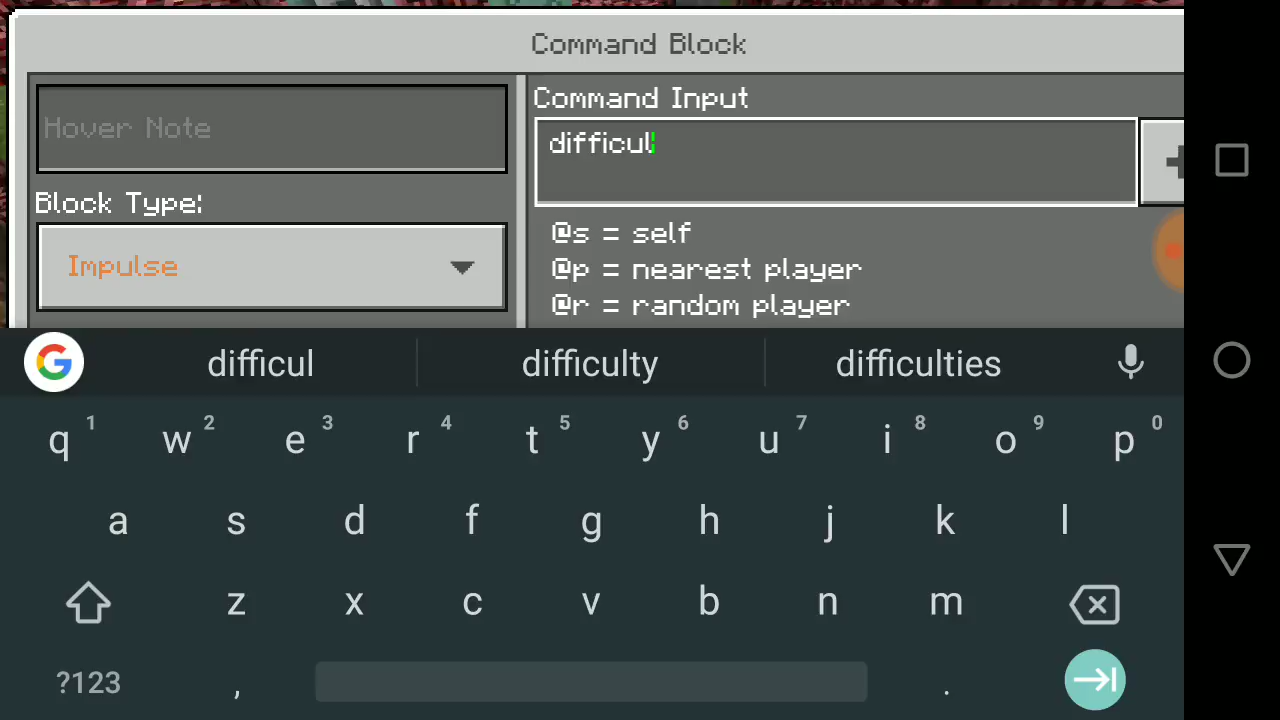 Command Block
Hover Note
Command Input
difficul
Block Type:
Impulse
@s = self
@p = nearest player
@r = random player
G difficul difficulty difficulties
q 1 w 2 e 3 r 4 t 5 y 6 u 7 i 8 o 9 p 0
a s d f g h j k l
z x c v b n m
?123 , .